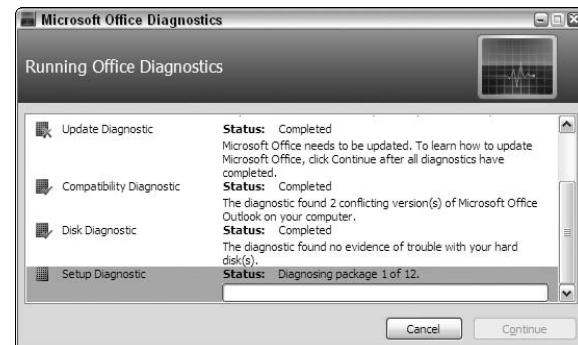 Microsoft Office Diagnostics
Running Office Diagnostics
Update Diagnostic
Status: Completed
Microsoft Office needs to be updated. To learn how to update
Microsoft Office, click Continue after all diagnostics have
completed.
Compatibility Diagnostic
Status: Completed
The diagnostic found 2 conflicting version(s) of Microsoft Office
Outlook on your computer.
Disk Diagnostic
Status: Completed
The diagnostic found no evidence of trouble with your hard
disk(s).
Setup Diagnostic
Status: Diagnosing package 1 of 12.
Cancel
Continue